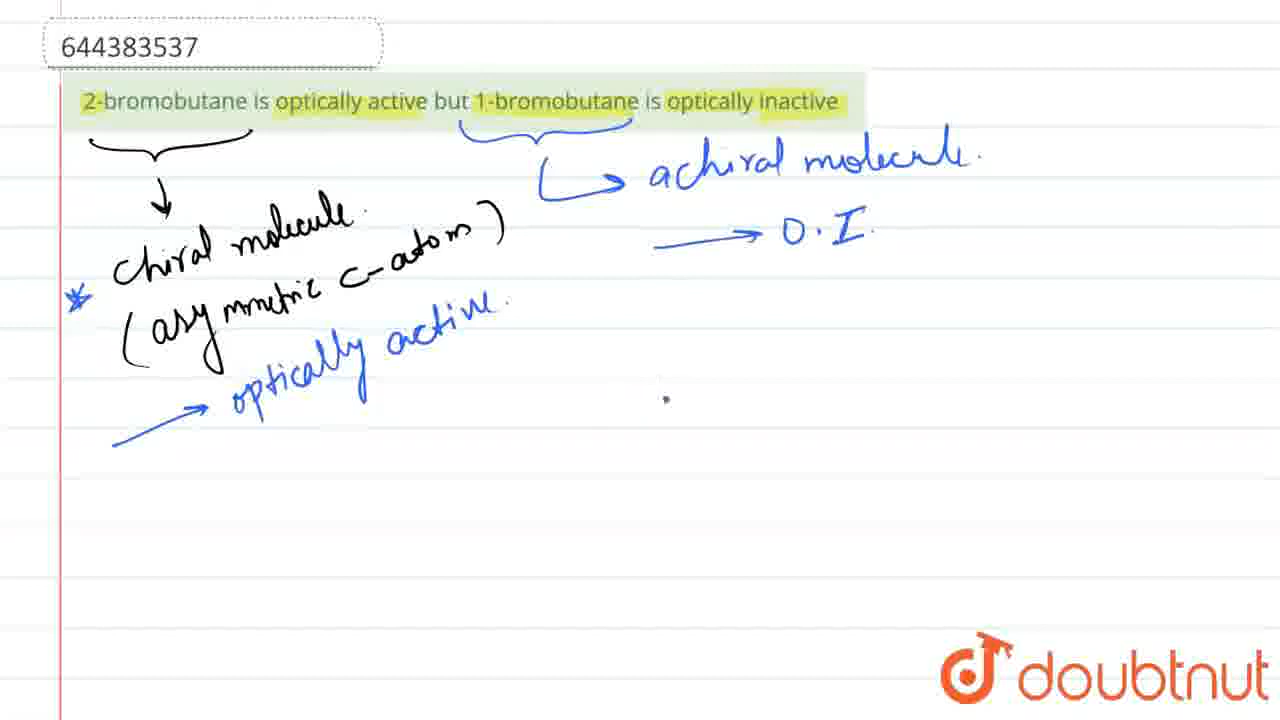 644383537
2-bromobutane is optically active but 1-bromobutane is optically inactive
achiral molecule.
→ O.I.
chiral molecule.
(asymmetric c-atom)
→ optically active.
doubtnut